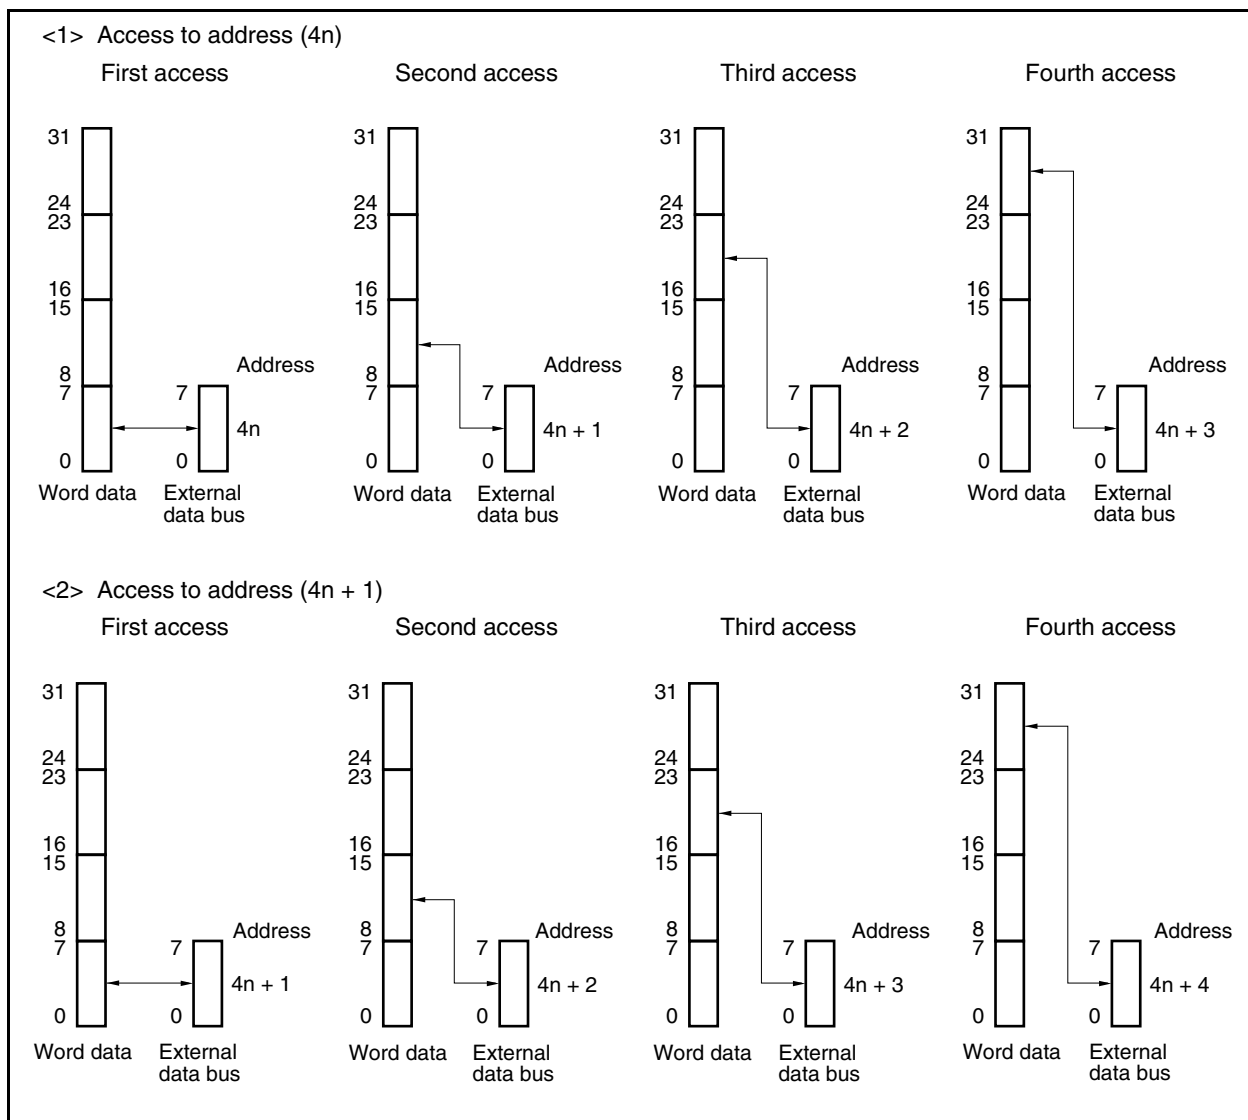 <1> Access to address (4n)
First access Second access Third access Fourth access
31 31 31 31
24 24 24 24
23 23 23 23
16 16 16 16
15 15 15 15
Address Address Address Address
8 8 8 8
7 7 7 7 7 7 7 7
4n 4n + 1 4n + 2 4n + 3
0 0 0 0 0 0 0 0
Word data External Word data External Word data External Word data External
data bus data bus data bus data bus
<2> Access to address (4n + 1)
First access Second access Third access Fourth access
31 31 31 31
24 24 24 24
23 23 23 23
16 16 16 16
15 15 15 15
8 Address 8 Address 8 Address 8 Address
7 7 7 7 7 7 7 7
4n + 1 4n + 2 4n + 3 4n + 4
0 0 0 0 0 0 0 0
Word data External Word data External Word data External Word data External
data bus data bus data bus data bus